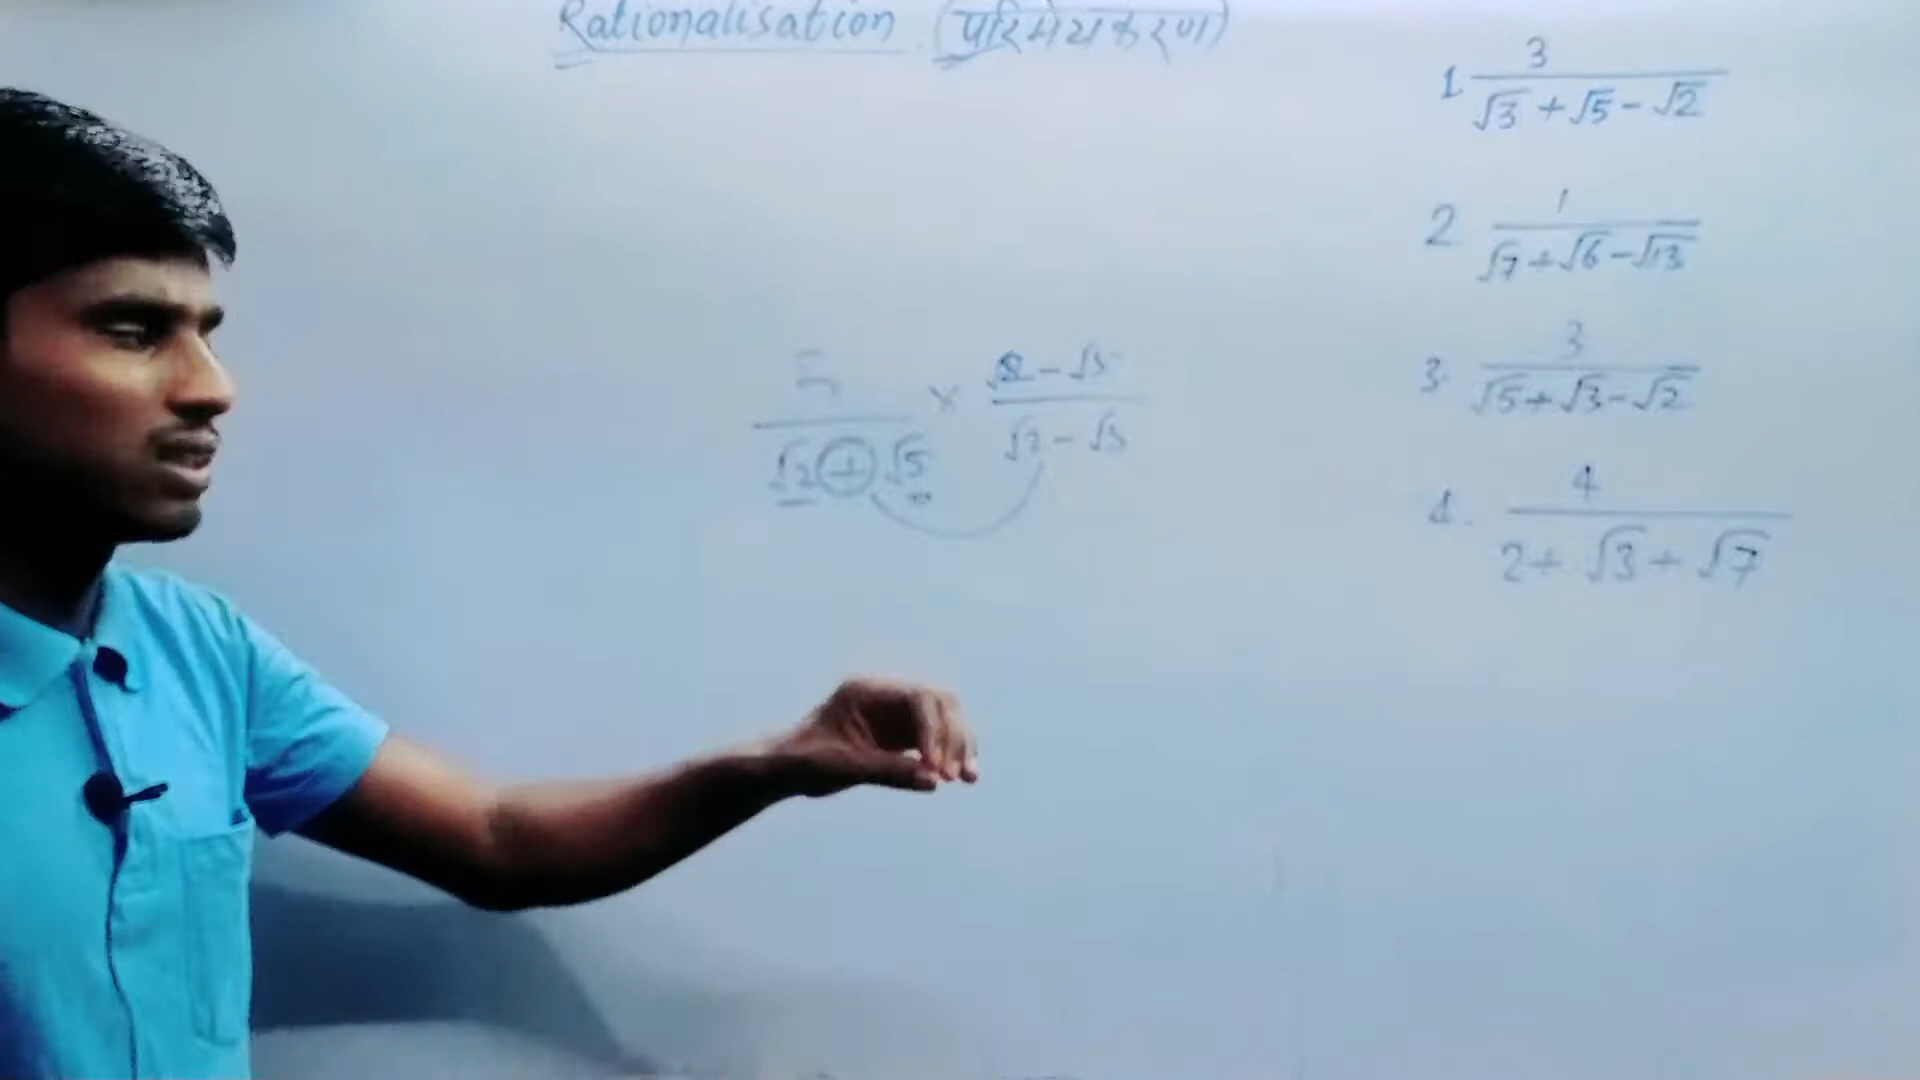 Rationalisation (परिमेयकरण)
1. 3/(√3+√5-√2)
2. 1/(√7+√6-√13)
3. 3/(√5+√3-√2)
4. 4/(2+√3+√7)
5/(√2+√5) × (√2-√5)/(√2-√5)